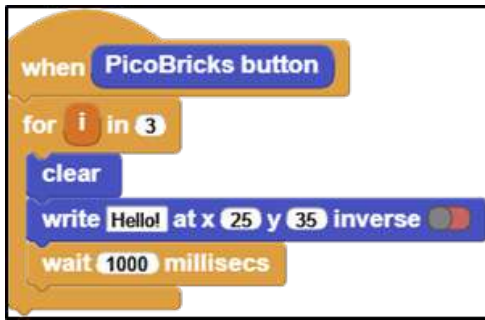 when PicoBricks button
for i in 3
clear
write Hello! at x 25 y 35 inverse
wait 1000 millisecs